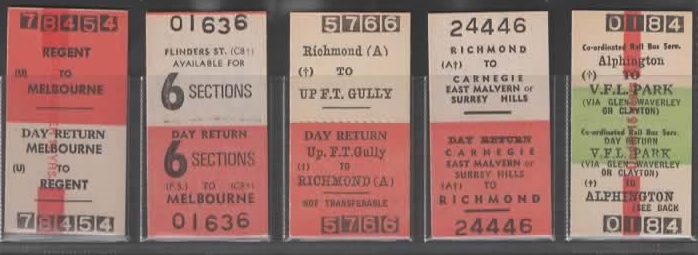 78454
REGENT
(U) TO
MELBOURNE
DAY RETURN
MELBOURNE
(U) TO
REGENT
78454
01636
FLINDERS ST. (C81)
AVAILABLE FOR
6 SECTIONS
DAY RETURN
6 SECTIONS
(F.S.) TO (C81)
MELBOURNE
01636
5766
Richmond (A)
(†) TO
UP F.T. GULLY
DAY RETURN
Up. F.T.Gully
(†) TO
RICHMOND (A)
NOT TRANSFERABLE
5786
24446
RICHMOND
(A†) TO
CARNEGIE
EAST MALVERN or
SURREY HILLS
DAY RETURN
CARNEGIE
EAST MALVERN or
SURREY HILLS
(A†) TO
RICHMOND
24446
0184
Co-ordinated Rail Bus Serv.
Alphington
(†) TO
V.F.L. PARK
(VIA GLEN WAVERLEY
OR CLAYTON)
Co-ordinated Rail Bus Serv.
DAY RETURN
V.F.L. PARK
(VIA GLEN WAVERLEY
OR CLAYTON)
(†) TO
ALPHINGTON
/SEE BACK
0184